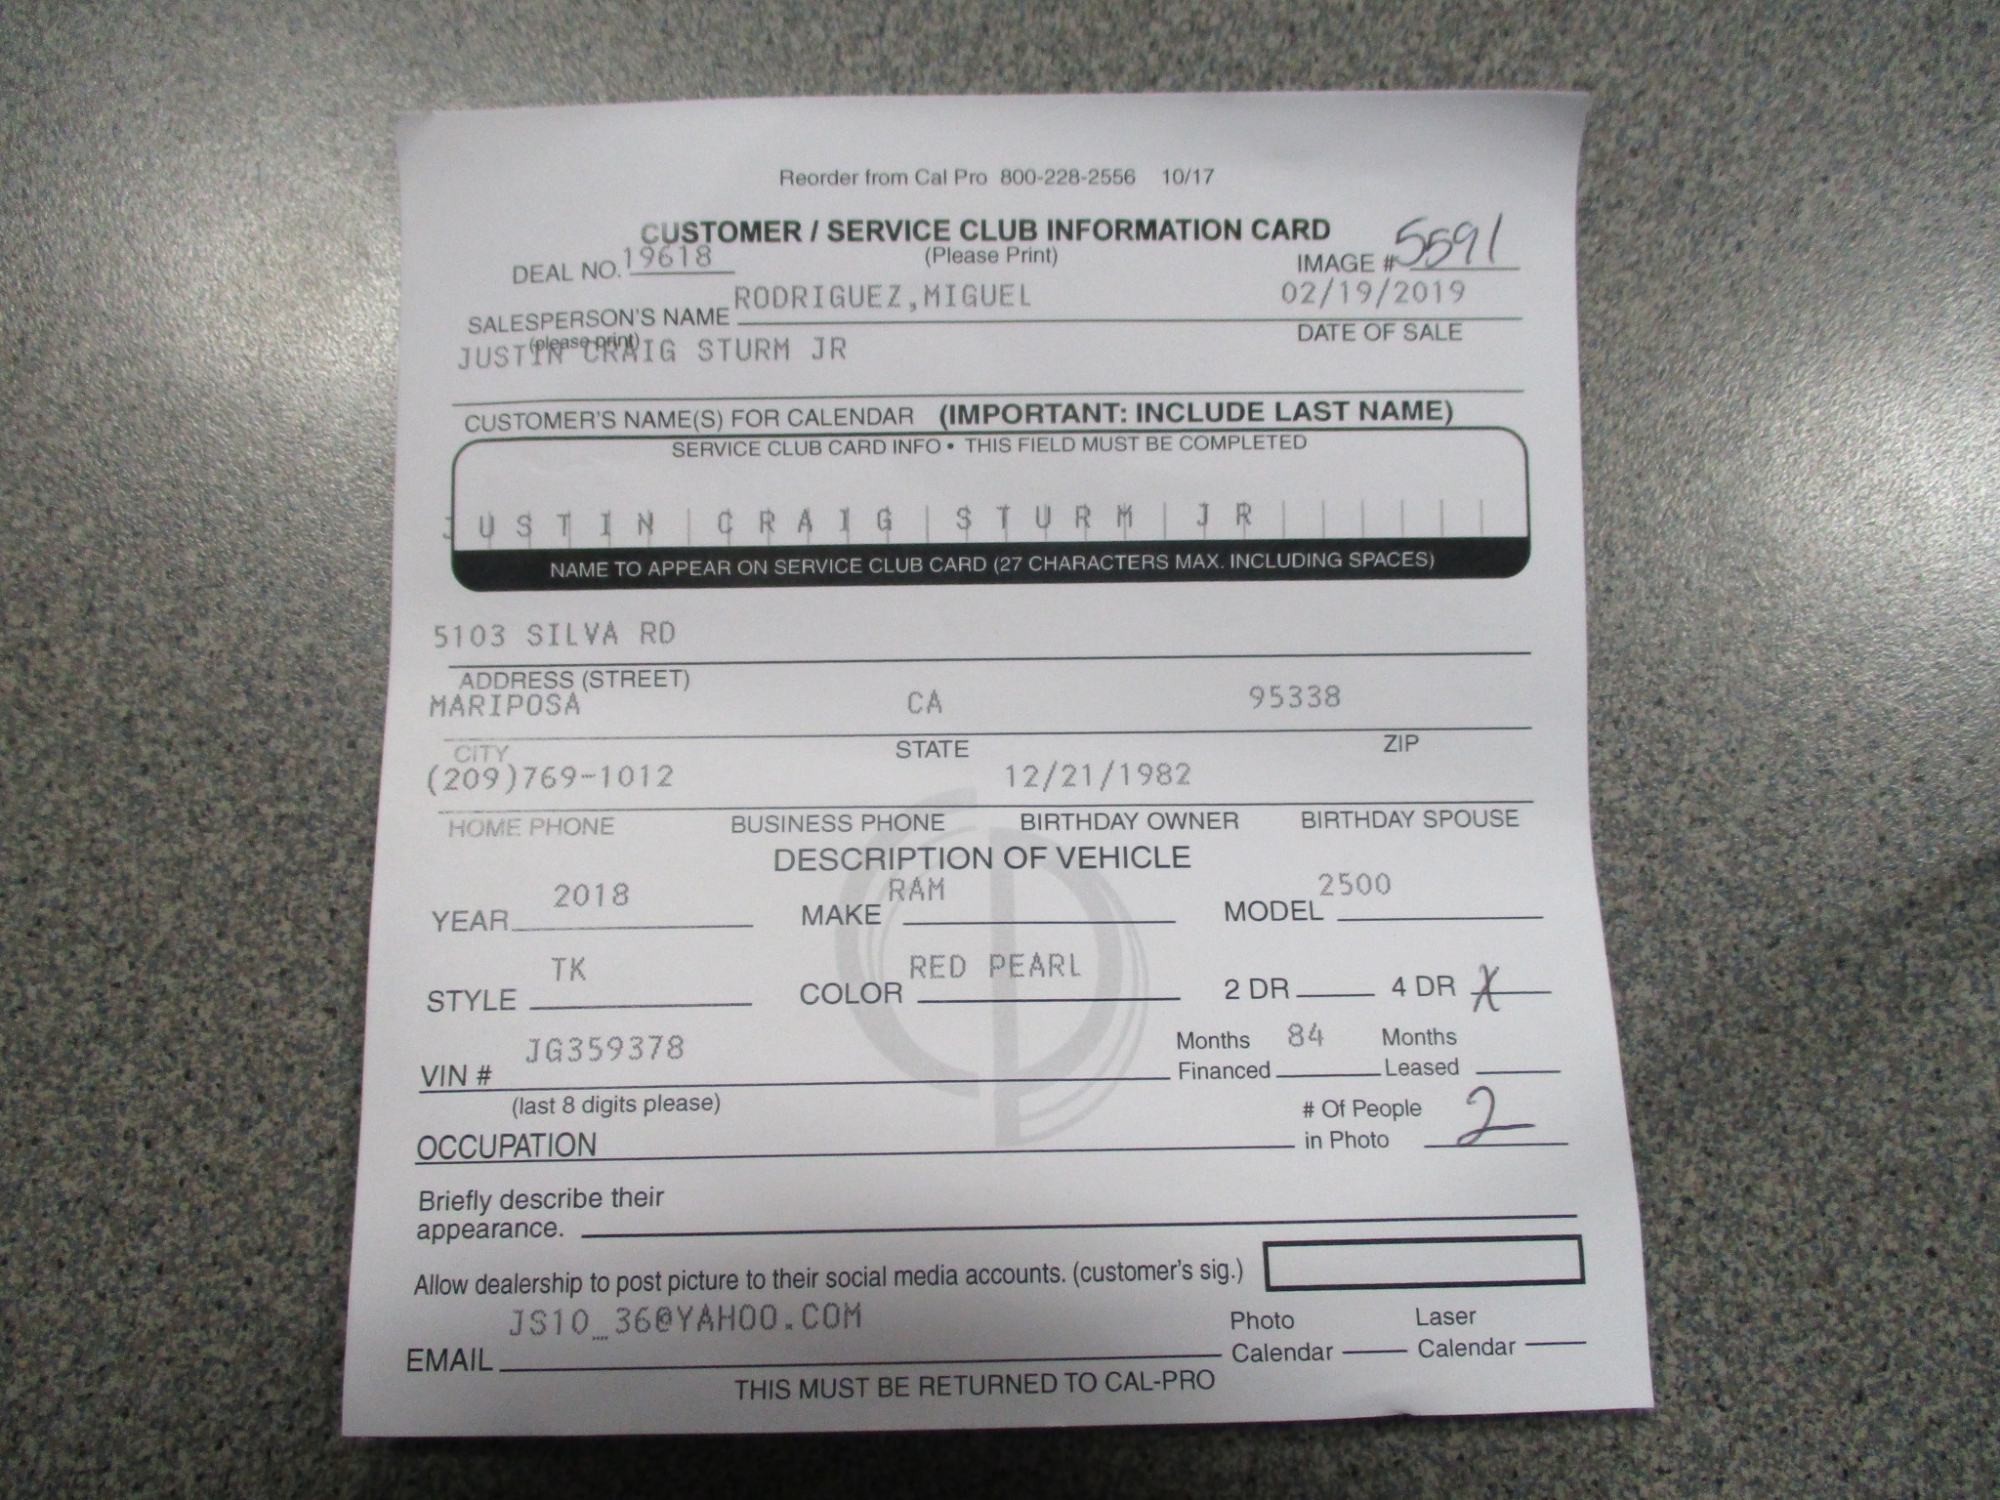 Reorder from Cal Pro 800-228-2556 10/17
CUSTOMER / SERVICE CLUB INFORMATION CARD
(Please Print)
DEAL NO. 19618
IMAGE # 5591
SALESPERSON'S NAME RODRIGUEZ,MIGUEL 02/19/2019
(please print) DATE OF SALE
JUSTIN CRAIG STURM JR
CUSTOMER'S NAME(S) FOR CALENDAR (IMPORTANT: INCLUDE LAST NAME)
SERVICE CLUB CARD INFO • THIS FIELD MUST BE COMPLETED
JUSTIN CRAIG STURM JR
NAME TO APPEAR ON SERVICE CLUB CARD (27 CHARACTERS MAX. INCLUDING SPACES)
5103 SILVA RD
ADDRESS (STREET)
MARIPOSA CA 95338
CITY STATE ZIP
(209)769-1012 12/21/1982
HOME PHONE BUSINESS PHONE BIRTHDAY OWNER BIRTHDAY SPOUSE
DESCRIPTION OF VEHICLE
YEAR 2018 MAKE RAM MODEL 2500
STYLE TK COLOR RED PEARL 2 DR 4 DR X
VIN # JG359378 Months Financed 84 Months Leased
(last 8 digits please)
OCCUPATION # Of People in Photo 2
Briefly describe their
appearance.
Allow dealership to post picture to their social media accounts. (customer's sig.)
EMAIL JS10_36@YAHOO.COM Photo Calendar Laser Calendar
THIS MUST BE RETURNED TO CAL-PRO